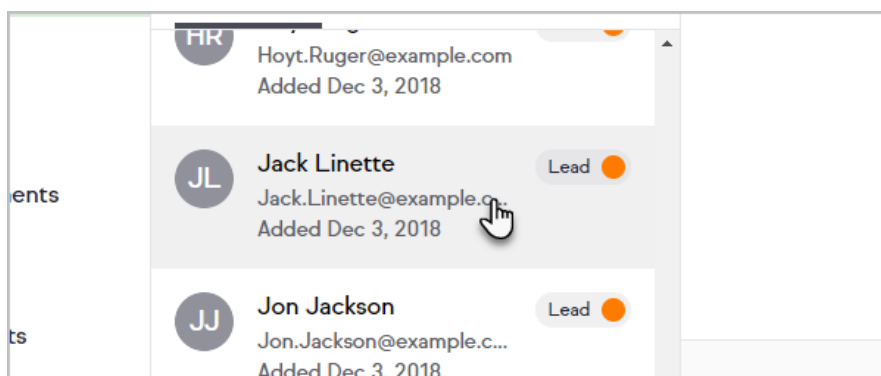 HR
Hoyt.Ruger@example.com
Added Dec 3, 2018
JL
Jack Linette
Lead
Jack.Linette@example.c...
Added Dec 3, 2018
ents
JJ
Jon Jackson
Lead
Jon.Jackson@example.c...
Added Dec 3, 2018
ts